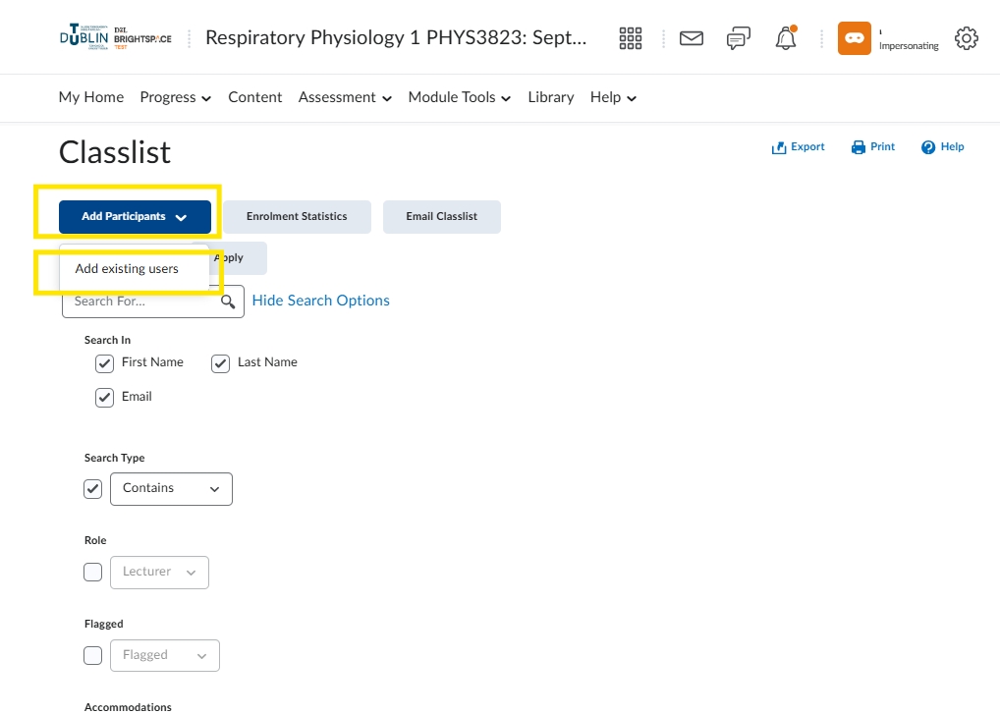 DUBLIN
D2L
BRIGHTSPACE
TEST
Respiratory Physiology 1 PHYS3823: Sept...
Impersonating
My Home Progress Content Assessment Module Tools Library Help
Classlist
Export Print Help
Add Participants Enrolment Statistics Email Classlist
Add existing users Apply
Search For... Hide Search Options
Search In
First Name Last Name
Email
Search Type
Contains
Role
Lecturer
Flagged
Flagged
Accommodations